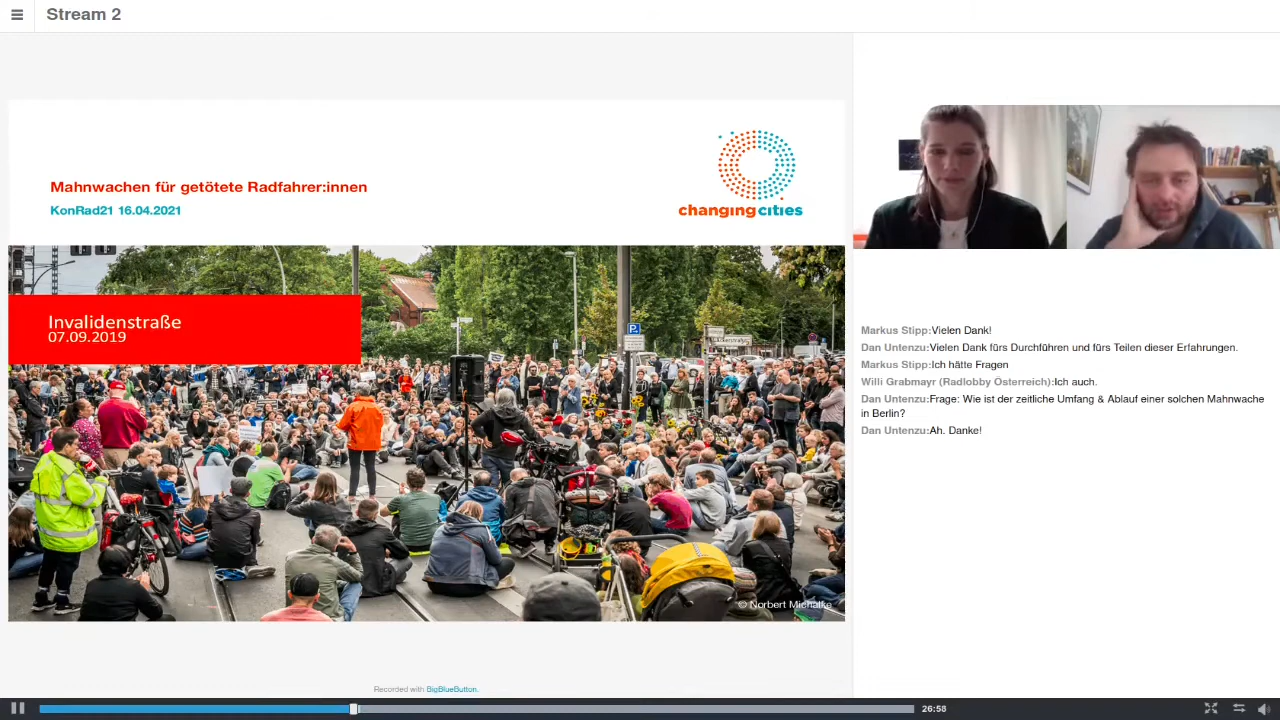 Stream 2
Mahnwachen für getötete Radfahrer:innen
KonRad21 16.04.2021
changing cities
Invalidenstraße
07.09.2019
P
© Norbert Michalke
Markus Stipp:Vielen Dank!
Dan Untenzu:Vielen Dank fürs Durchführen und fürs Teilen dieser Erfahrungen.
Markus Stipp:Ich hätte Fragen
Willi Grabmayr (Radlobby Österreich):Ich auch.
Dan Untenzu:Frage: Wie ist der zeitliche Umfang & Ablauf einer solchen Mahnwache
in Berlin?
Dan Untenzu:Ah. Danke!
Recorded with BigBlueButton.
26:58